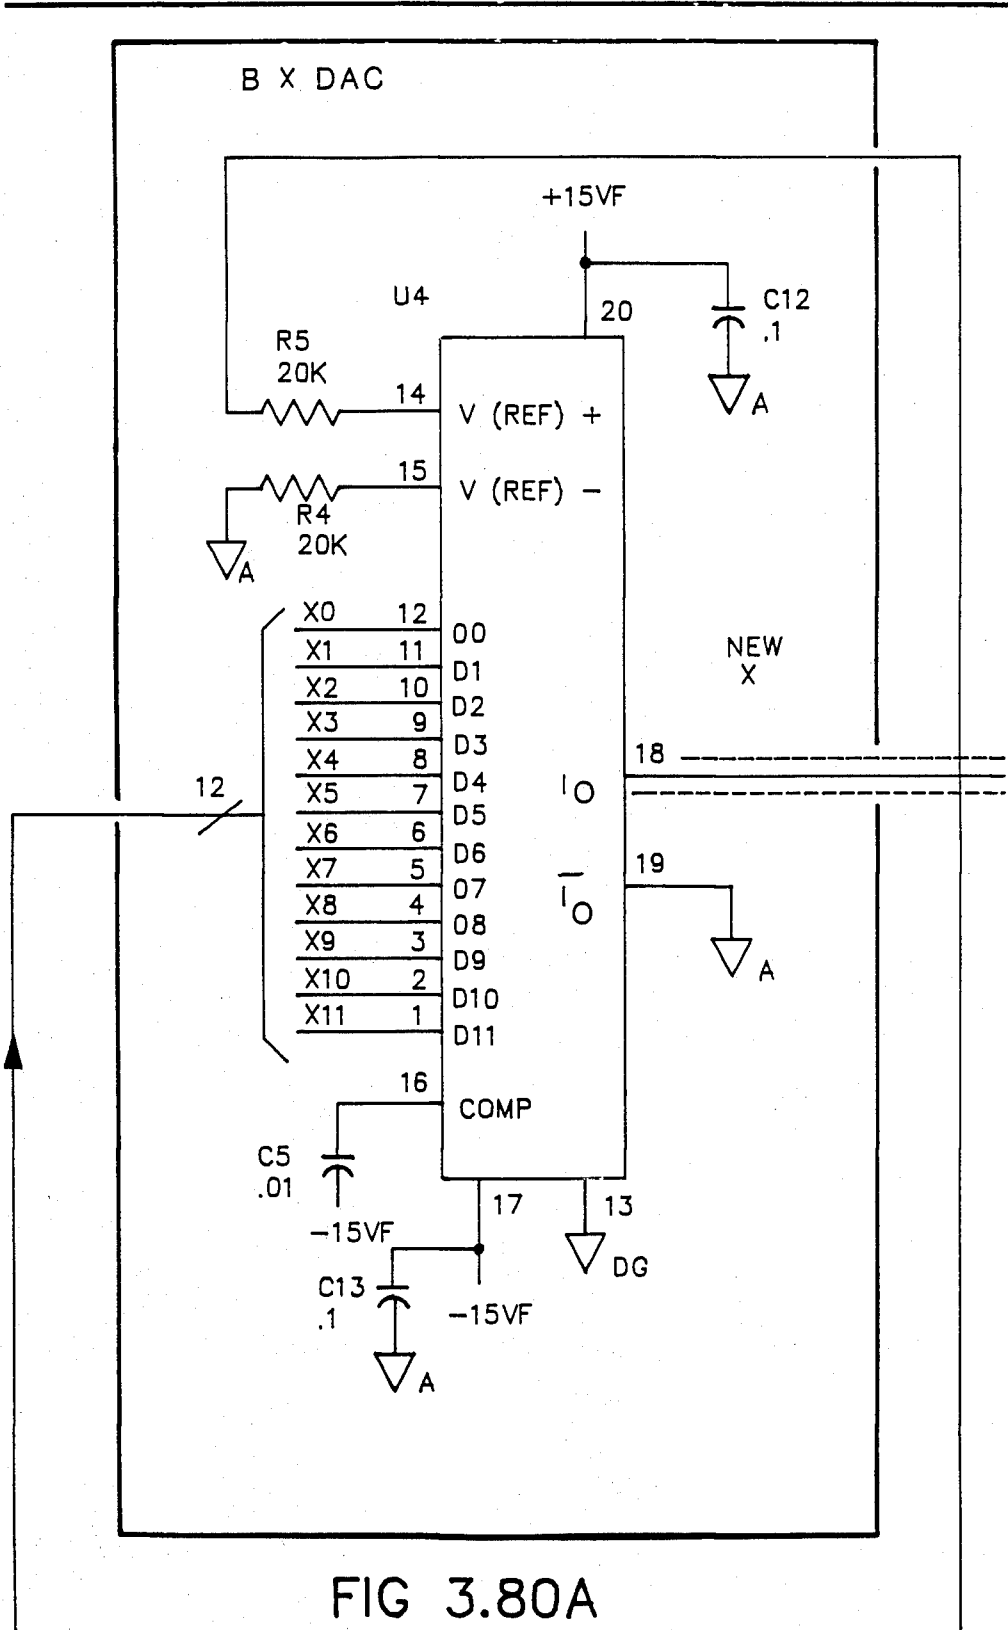 B X DAC
+15VF
U4
20
C12
.1
A
R5
20K
14
V (REF) +
15
V (REF) −
R4
20K
A
X0 12 00
X1 11 D1
X2 10 D2
X3 9 D3
X4 8 D4
X5 7 D5
X6 6 D6
X7 5 07
X8 4 08
X9 3 D9
X10 2 D10
X11 1 D11
12
NEW
X
18
IO
19
IO
A
16
COMP
C5
.01
−15VF
17
13
DG
C13
.1
−15VF
A
FIG 3.80A